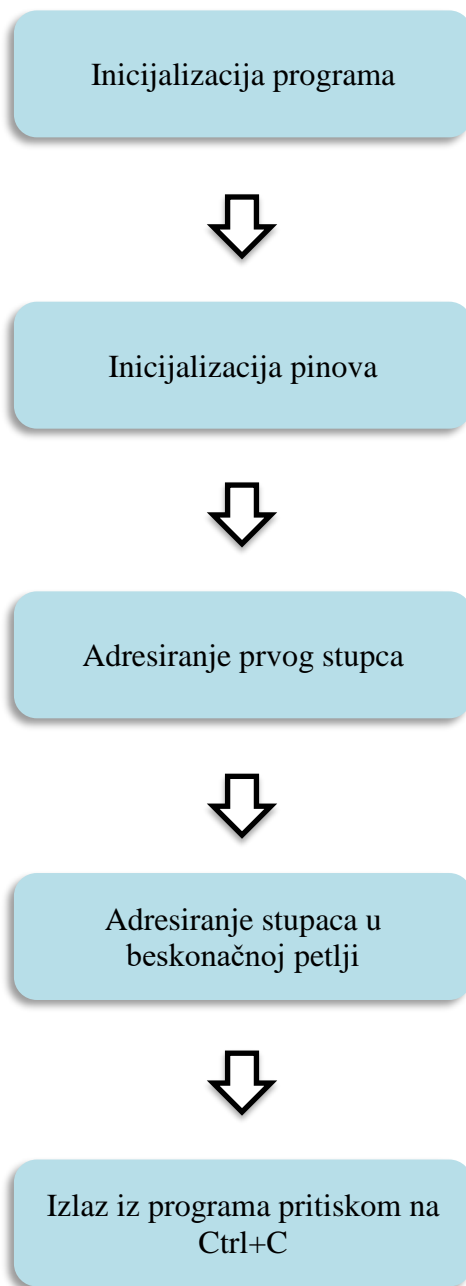 Inicijalizacija programa
Inicijalizacija pinova
Adresiranje prvog stupca
Adresiranje stupaca u
beskonačnoj petlji
Izlaz iz programa pritiskom na
Ctrl+C